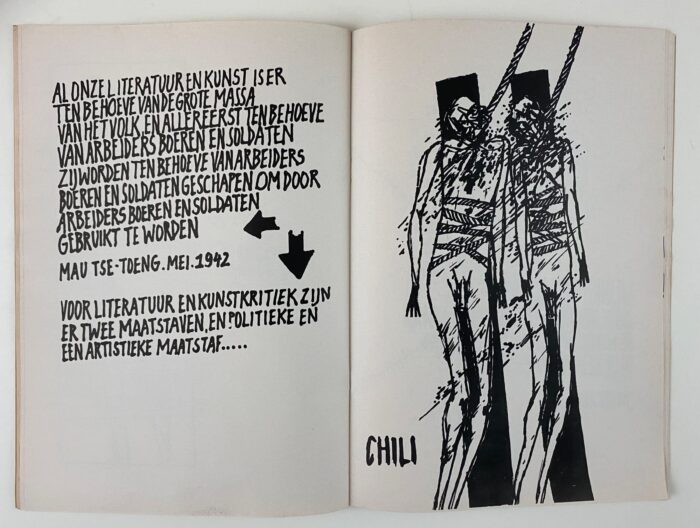 AL ONZE LITERATUUR EN KUNST IS ER
TEN BEHOEVE VAN DE GROTE MASSA
VAN HET VOLK, EN ALLEREERST TEN BEHOEVE
VAN ARBEIDERS BOEREN EN SOLDATEN
ZIJ WORDEN TEN BEHOEVE VAN ARBEIDERS
BOEREN EN SOLDATEN GESCHAPEN OM DOOR
ARBEIDERS BOEREN EN SOLDATEN
GEBRUIKT TE WORDEN
MAU TSE-TOENG. MEI. 1942
VOOR LITERATUUR EN KUNSTKRITIEK ZIJN
ER TWEE MAATSTAVEN, EN POLITIEKE EN
EEN ARTISTIEKE MAATSTAF.....
CHILI